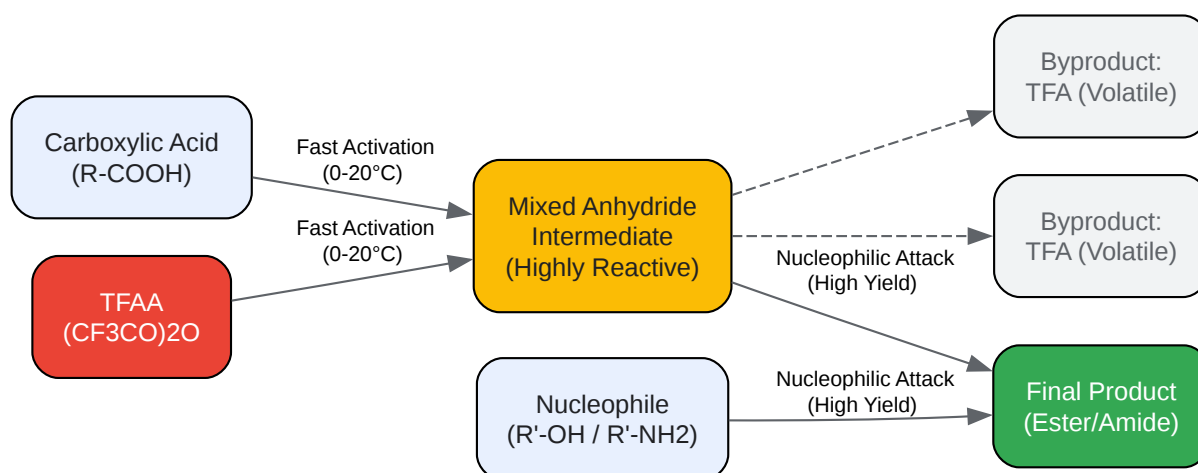 Carboxylic Acid
(R-COOH)
TFAA
(CF3CO)2O
Fast Activation
(0-20°C)
Fast Activation
(0-20°C)
Mixed Anhydride
Intermediate
(Highly Reactive)
Nucleophile
(R'-OH / R'-NH2)
Nucleophilic Attack
(High Yield)
Nucleophilic Attack
(High Yield)
Byproduct:
TFA (Volatile)
Byproduct:
TFA (Volatile)
Final Product
(Ester/Amide)